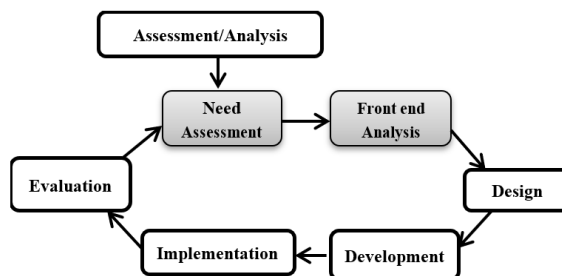 Assessment/Analysis
Need
Assessment
Front end
Analysis
Evaluation
Design
Implementation
Development